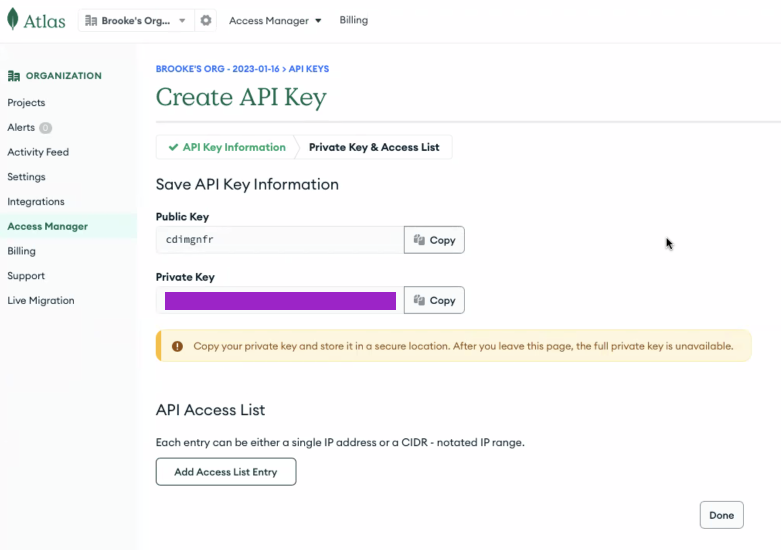 Atlas
Brooke's Org...
Access Manager
Billing
ORGANIZATION
Projects
Alerts 0
Activity Feed
Settings
Integrations
Access Manager
Billing
Support
Live Migration
BROOKE'S ORG - 2023-01-16 > API KEYS
Create API Key
API Key Information
Private Key & Access List
Save API Key Information
Public Key
cdimgnfr
Copy
Private Key
Copy
Copy your private key and store it in a secure location. After you leave this page, the full private key is unavailable.
API Access List
Each entry can be either a single IP address or a CIDR - notated IP range.
Add Access List Entry
Done